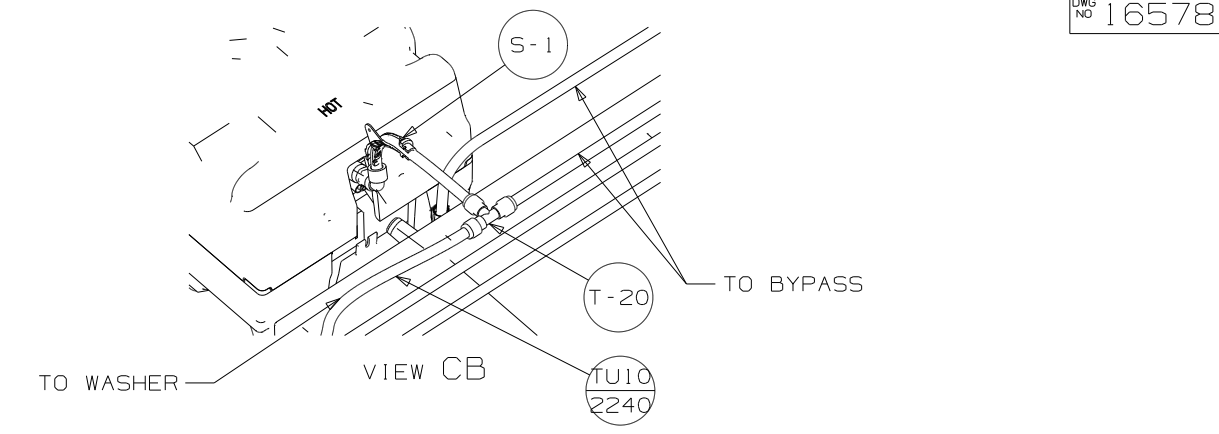 DWG
NO 16578
S-1
HOT
T-20
TO BYPASS
TO WASHER
VIEW CB
TU10
2240